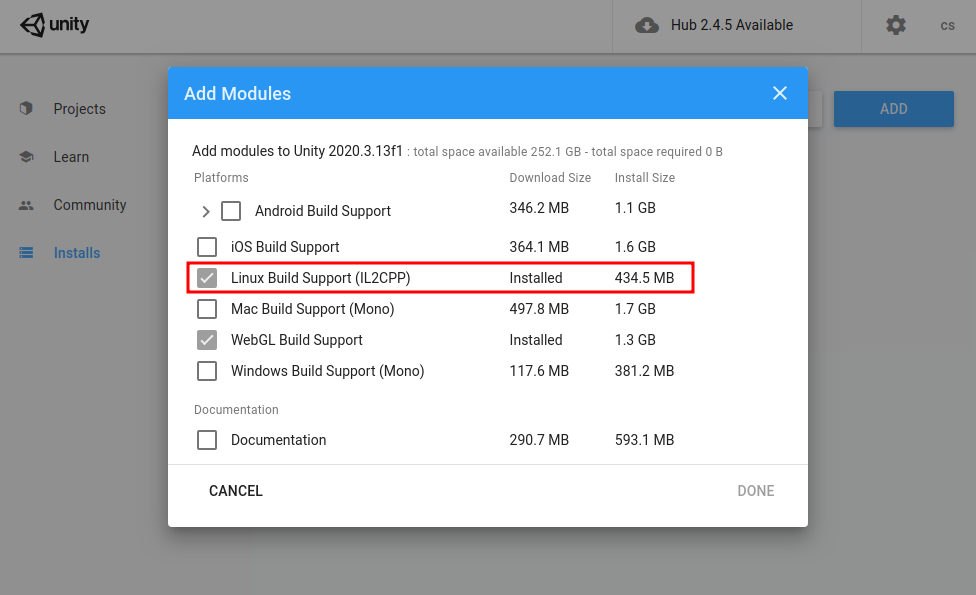 unity
Hub 2.4.5 Available
CS
Projects
Learn
Community
Installs
ADD
Add Modules
Add modules to Unity 2020.3.13f1 : total space available 252.1 GB - total space required 0 B
Platforms Download Size Install Size
Android Build Support 346.2 MB 1.1 GB
iOS Build Support 364.1 MB 1.6 GB
Linux Build Support (IL2CPP) Installed 434.5 MB
Mac Build Support (Mono) 497.8 MB 1.7 GB
WebGL Build Support Installed 1.3 GB
Windows Build Support (Mono) 117.6 MB 381.2 MB
Documentation
Documentation 290.7 MB 593.1 MB
CANCEL DONE